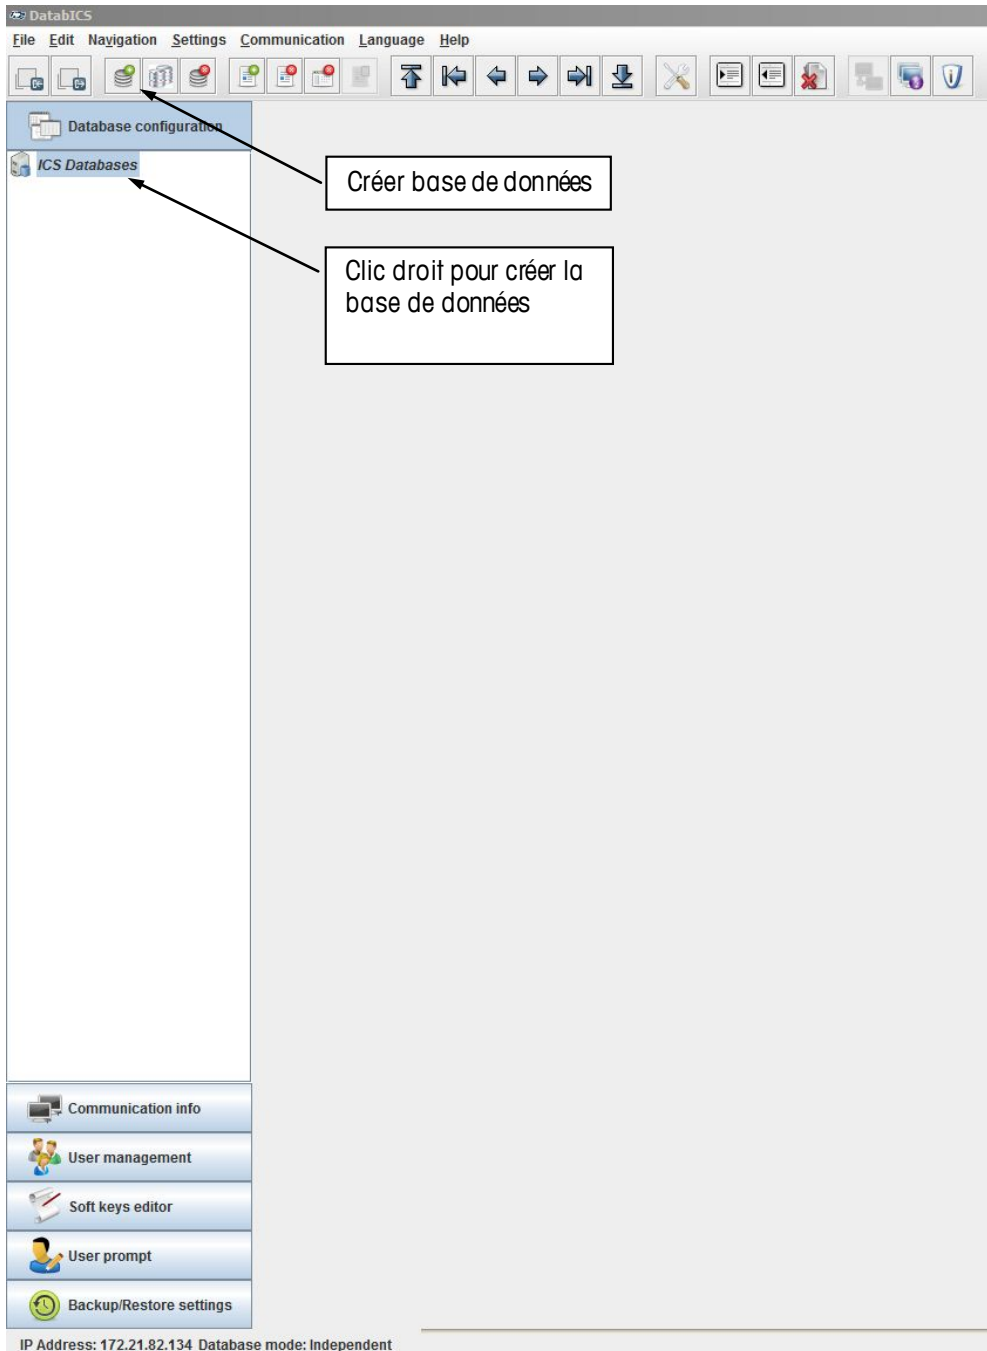 DatabICS
File Edit Navigation Settings Communication Language Help
Database configuration
ICS Databases
Créer base de données
Clic droit pour créer la
base de données
Communication info
User management
Soft keys editor
User prompt
Backup/Restore settings
IP Address: 172.21.82.134 Database mode: Independent